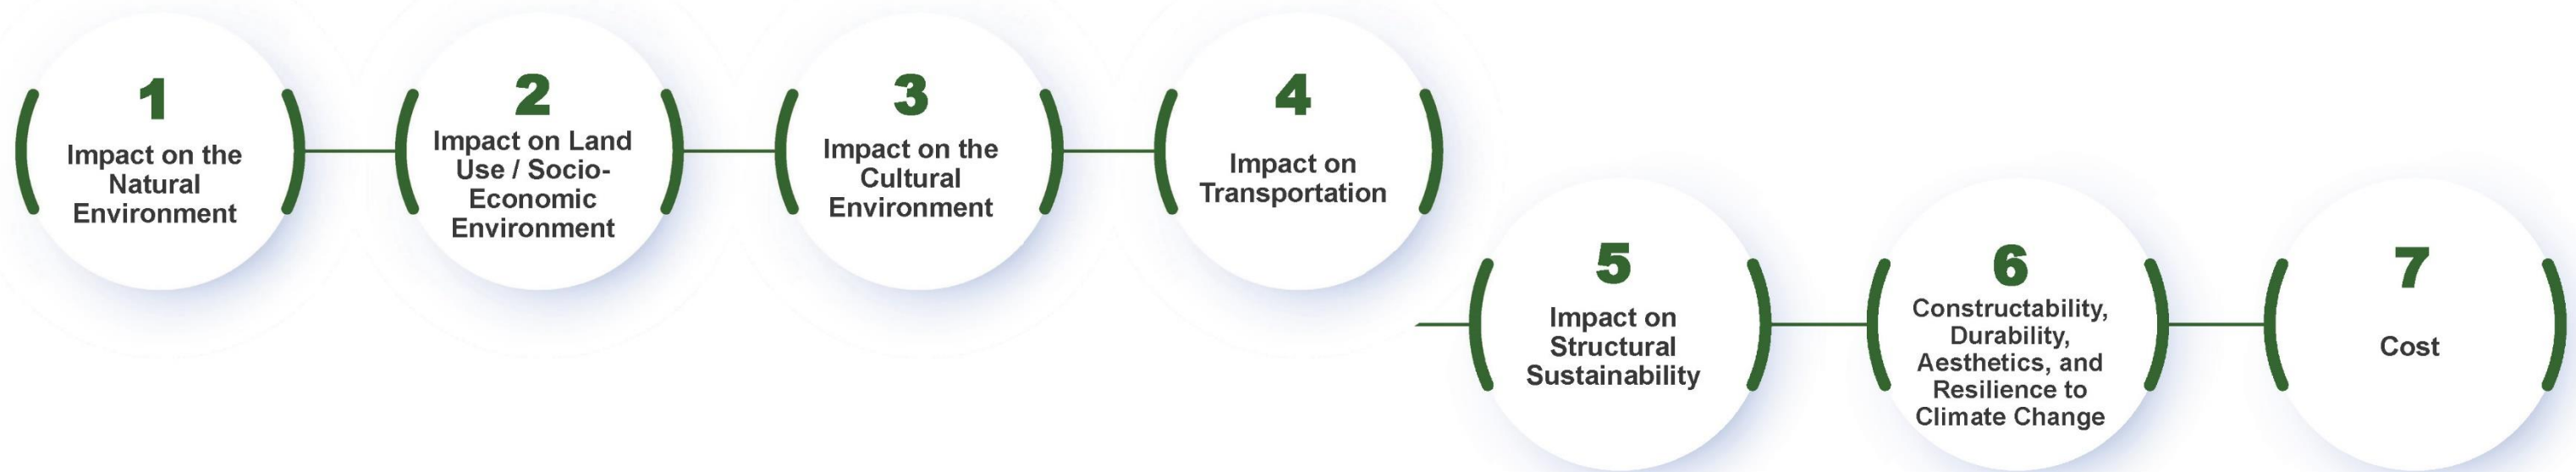 1
Impact on the
Natural
Environment
2
Impact on Land
Use / Socio-
Economic
Environment
3
Impact on the
Cultural
Environment
4
Impact on
Transportation
5
Impact on
Structural
Sustainability
6
Constructability,
Durability,
Aesthetics, and
Resilience to
Climate Change
7
Cost